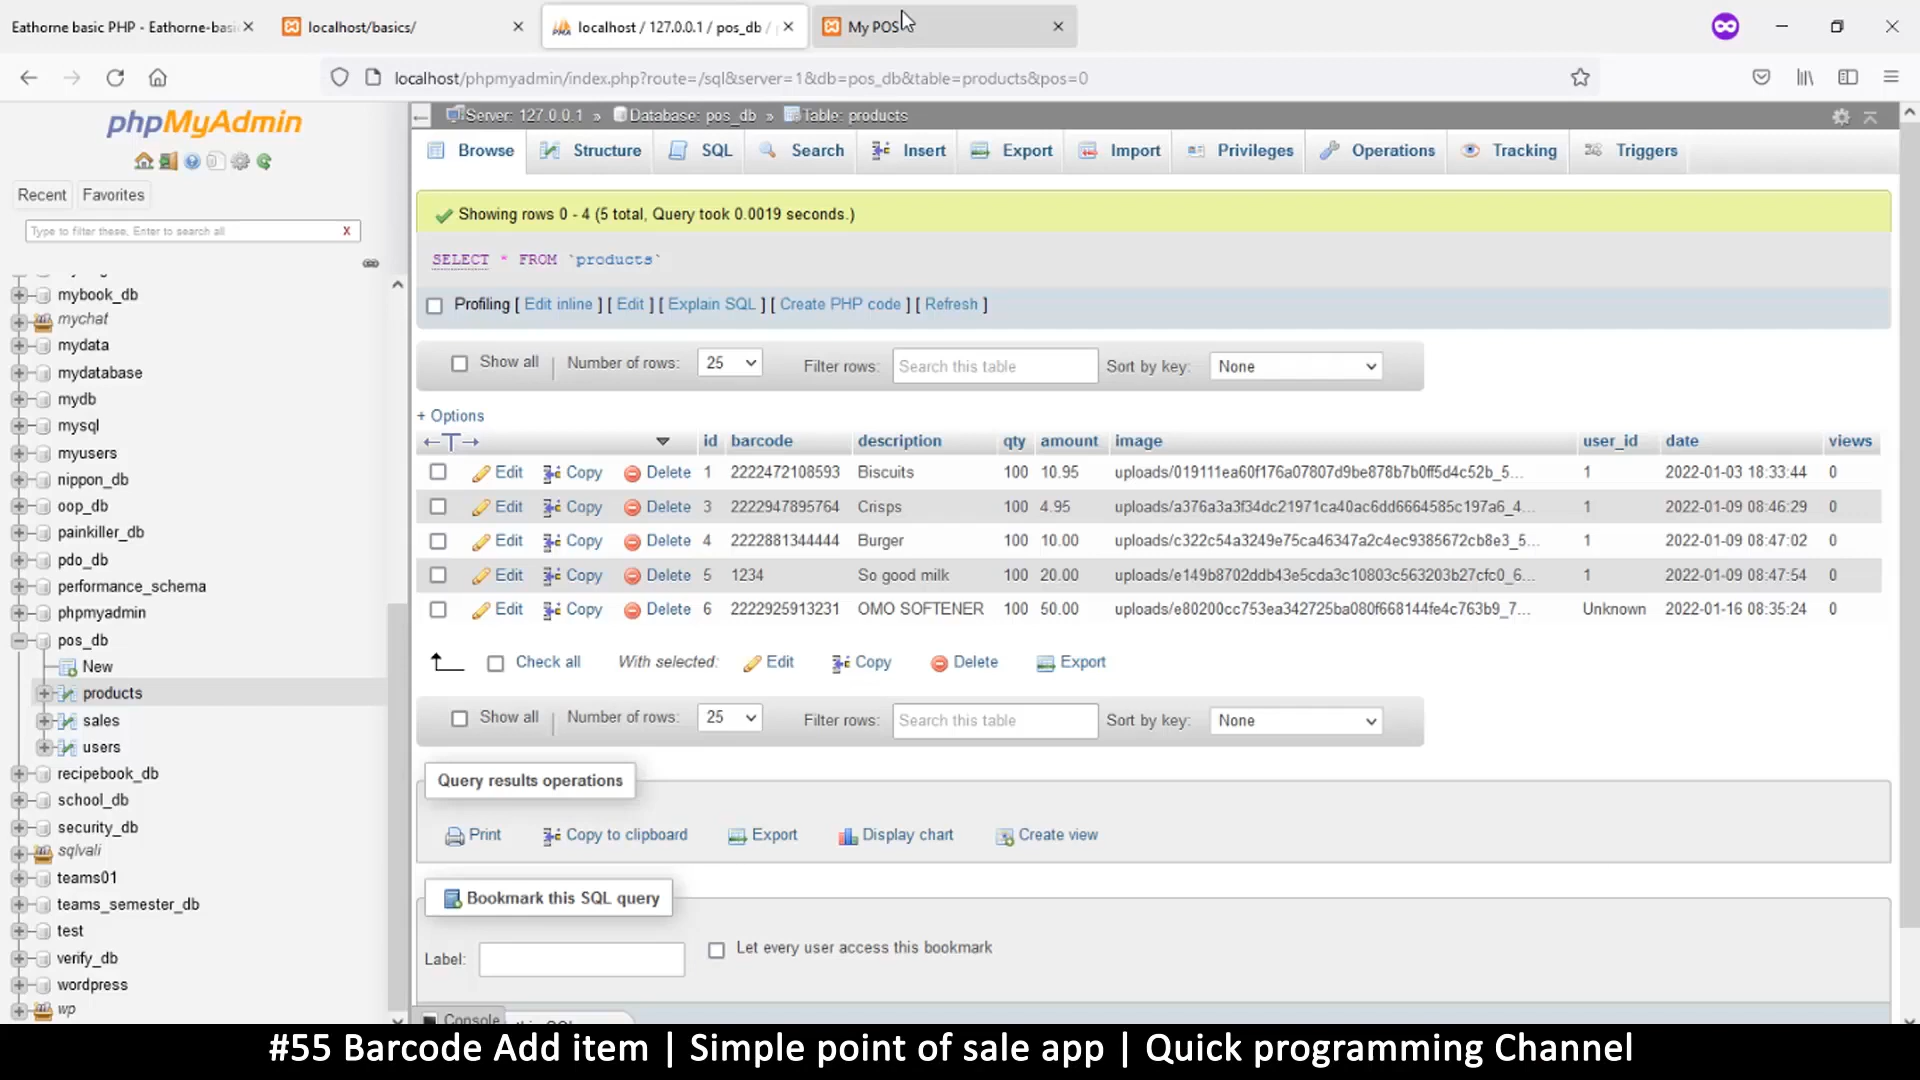 Eathorne basic PHP - Eathorne-basi
localhost/basics/
localhost / 127.0.0.1 / pos_db /
My POS
localhost/phpmyadmin/index.php?route=/sql&server=1&db=pos_db&table=products&pos=0
phpMyAdmin
Server: 127.0.0.1 » Database: pos_db » Table: products
Browse Structure SQL Search Insert Export Import Privileges Operations Tracking Triggers
Recent Favorites
Type to filter these, Enter to search all X
Showing rows 0 - 4 (5 total, Query took 0.0019 seconds.)
SELECT * FROM `products`
Profiling [ Edit inline ] [ Edit ] [ Explain SQL ] [ Create PHP code ] [ Refresh ]
Show all Number of rows: 25 Filter rows: Search this table Sort by key: None
+ Options
id barcode description qty amount image user_id date views
Edit Copy Delete 1 2222472108593 Biscuits 100 10.95 uploads/019111ea60f176a07807d9be878b7b0ff5d4c52b_5... 1 2022-01-03 18:33:44 0
Edit Copy Delete 3 2222947895764 Crisps 100 4.95 uploads/a376a3a3f34dc21971ca40ac6dd6664585c197a6_4... 1 2022-01-09 08:46:29 0
Edit Copy Delete 4 2222881344444 Burger 100 10.00 uploads/c322c54a3249e75ca46347a2c4ec9385672cb8e3_5... 1 2022-01-09 08:47:02 0
Edit Copy Delete 5 1234 So good milk 100 20.00 uploads/e149b8702ddb43e5cda3c10803c563203b27cfc0_6... 1 2022-01-09 08:47:54 0
Edit Copy Delete 6 2222925913231 OMO SOFTENER 100 50.00 uploads/e80200cc753ea342725ba080f668144fe4c763b9_7... Unknown 2022-01-16 08:35:24 0
Check all With selected: Edit Copy Delete Export
Show all Number of rows: 25 Filter rows: Search this table Sort by key: None
Query results operations
Print Copy to clipboard Export Display chart Create view
Bookmark this SQL query
Label: Let every user access this bookmark
Console
mybook_db
mychat
mydata
mydatabase
mydb
mysql
myusers
nippon_db
oop_db
painkiller_db
pdo_db
performance_schema
phpmyadmin
pos_db
New
products
sales
users
recipebook_db
school_db
security_db
sqlvali
teams01
teams_semester_db
test
verify_db
wordpress
wp
#55 Barcode Add item | Simple point of sale app | Quick programming Channel